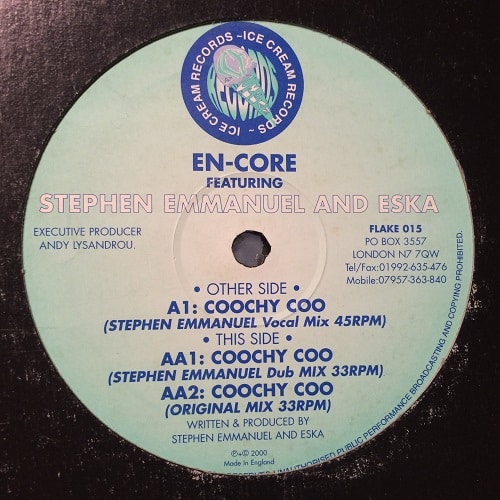 ICE CREAM RECORDS ~ICE CREAM RECORDS~
RECORDS
EN-CORE
FEATURING
STEPHEN EMMANUEL AND ESKA
EXECUTIVE PRODUCER
ANDY LYSANDROU.
FLAKE 015
PO BOX 3557
LONDON N7 7QW
Tel/Fax:01992-635-476
Mobile:07957-363-840
• OTHER SIDE •
A1: COOCHY COO
(STEPHEN EMMANUEL Vocal Mix 45RPM)
• THIS SIDE •
AA1: COOCHY COO
(STEPHEN EMMANUEL Dub MIX 33RPM)
AA2: COOCHY COO
(ORIGINAL MIX 33RPM)
WRITTEN & PRODUCED BY
STEPHEN EMMANUEL AND ESKA
℗+© 2000
Made In England
UNAUTHORISED PUBLIC PERFORMANCE BROADCASTING AND COPYING PROHIBITED.